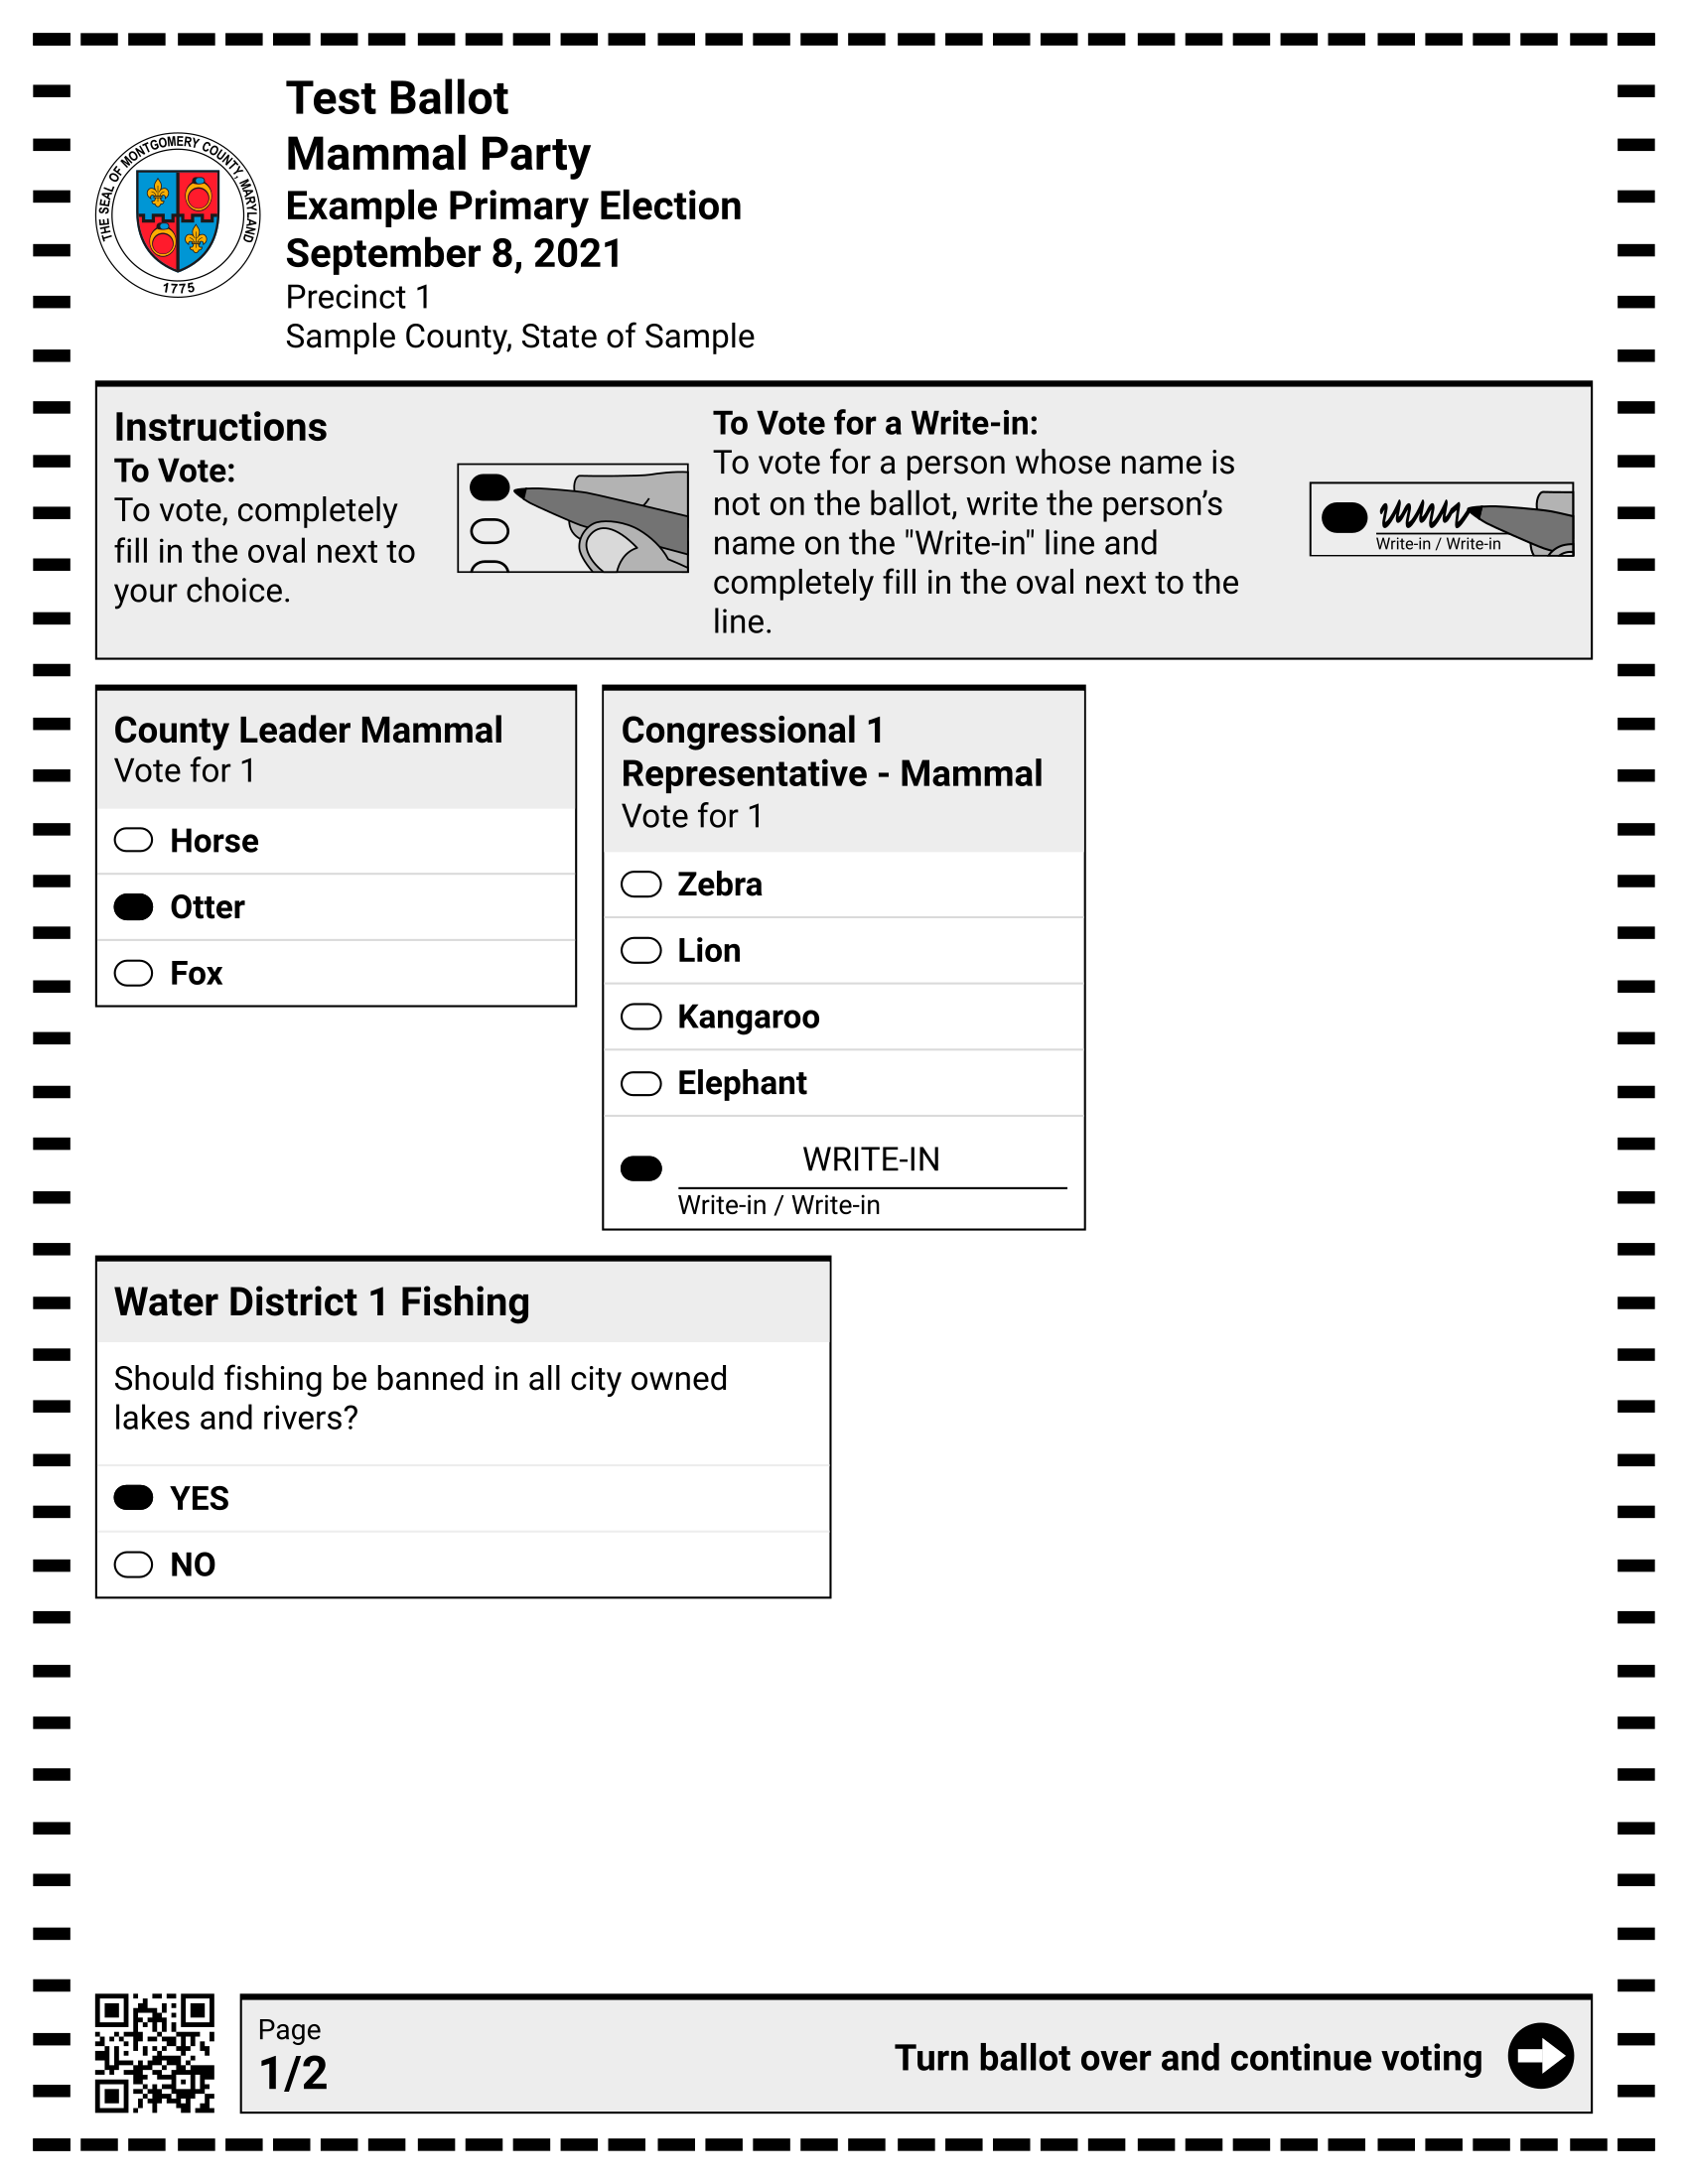 THE SEAL OF MONTGOMERY COUNTY, MARYLAND
1775
Test Ballot
Mammal Party
Example Primary Election
September 8, 2021
Precinct 1
Sample County, State of Sample
Instructions
To Vote:
To vote, completely
fill in the oval next to
your choice.
To Vote for a Write-in:
To vote for a person whose name is
not on the ballot, write the person’s
name on the "Write-in" line and
completely fill in the oval next to the
line.
Write-in / Write-in
County Leader Mammal
Vote for 1
Horse
Otter
Fox
Congressional 1
Representative - Mammal
Vote for 1
Zebra
Lion
Kangaroo
Elephant
WRITE-IN
Write-in / Write-in
Water District 1 Fishing
Should fishing be banned in all city owned
lakes and rivers?
YES
NO
Page
1/2
Turn ballot over and continue voting